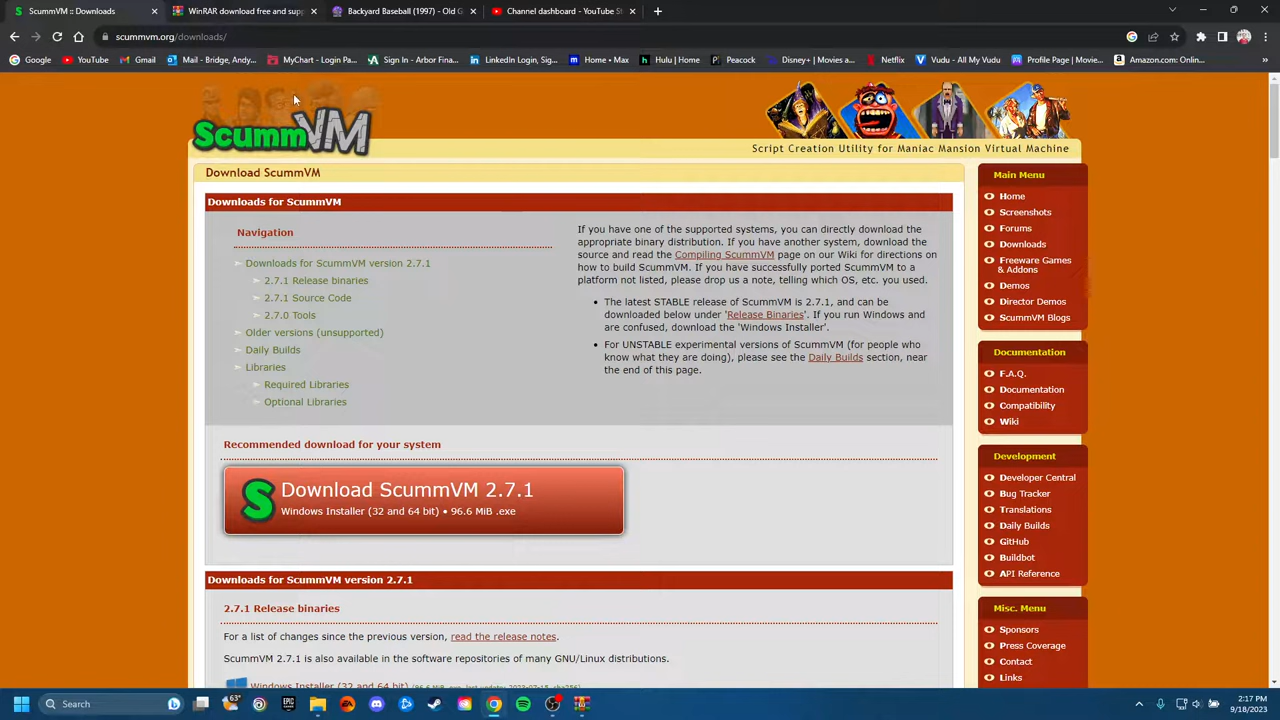 ScummVM :: Downloads
WinRAR download free and suppo
Backyard Baseball (1997) - Old G
Channel dashboard - YouTube St
scummvm.org/downloads/
Google
YouTube
Gmail
Mail - Bridge, Andy...
MyChart - Login Pa...
Sign In - Arbor Fina...
LinkedIn Login, Sig...
Home • Max
Hulu | Home
Peacock
Disney+ | Movies a...
Netflix
Vudu - All My Vudu
Profile Page | Movie...
Amazon.com: Onlin...
»
ScummVM
Script Creation Utility for Maniac Mansion Virtual Machine
Download ScummVM
Downloads for ScummVM
Navigation
Downloads for ScummVM version 2.7.1
2.7.1 Release binaries
2.7.1 Source Code
2.7.0 Tools
Older versions (unsupported)
Daily Builds
Libraries
Required Libraries
Optional Libraries
If you have one of the supported systems, you can directly download the
appropriate binary distribution. If you have another system, download the
source and read the Compiling ScummVM page on our Wiki for directions on
how to build ScummVM. If you have successfully ported ScummVM to a
platform not listed, please drop us a note, telling which OS, etc. you used.
• The latest STABLE release of ScummVM is 2.7.1, and can be
downloaded below under 'Release Binaries'. If you run Windows and
are confused, download the 'Windows Installer'.
• For UNSTABLE experimental versions of ScummVM (for people who
know what they are doing), please see the Daily Builds section, near
the end of this page.
Recommended download for your system
S
Download ScummVM 2.7.1
Windows Installer (32 and 64 bit) • 96.6 MiB .exe
Downloads for ScummVM version 2.7.1
2.7.1 Release binaries
For a list of changes since the previous version, read the release notes.
ScummVM 2.7.1 is also available in the software repositories of many GNU/Linux distributions.
Windows Installer (32 and 64 bit)
Main Menu
Home
Screenshots
Forums
Downloads
Freeware Games
& Addons
Demos
Director Demos
ScummVM Blogs
Documentation
F.A.Q.
Documentation
Compatibility
Wiki
Development
Developer Central
Bug Tracker
Translations
Daily Builds
GitHub
Buildbot
API Reference
Misc. Menu
Sponsors
Press Coverage
Contact
Links
Search
63°
EPIC
EA
2:17 PM
9/18/2023